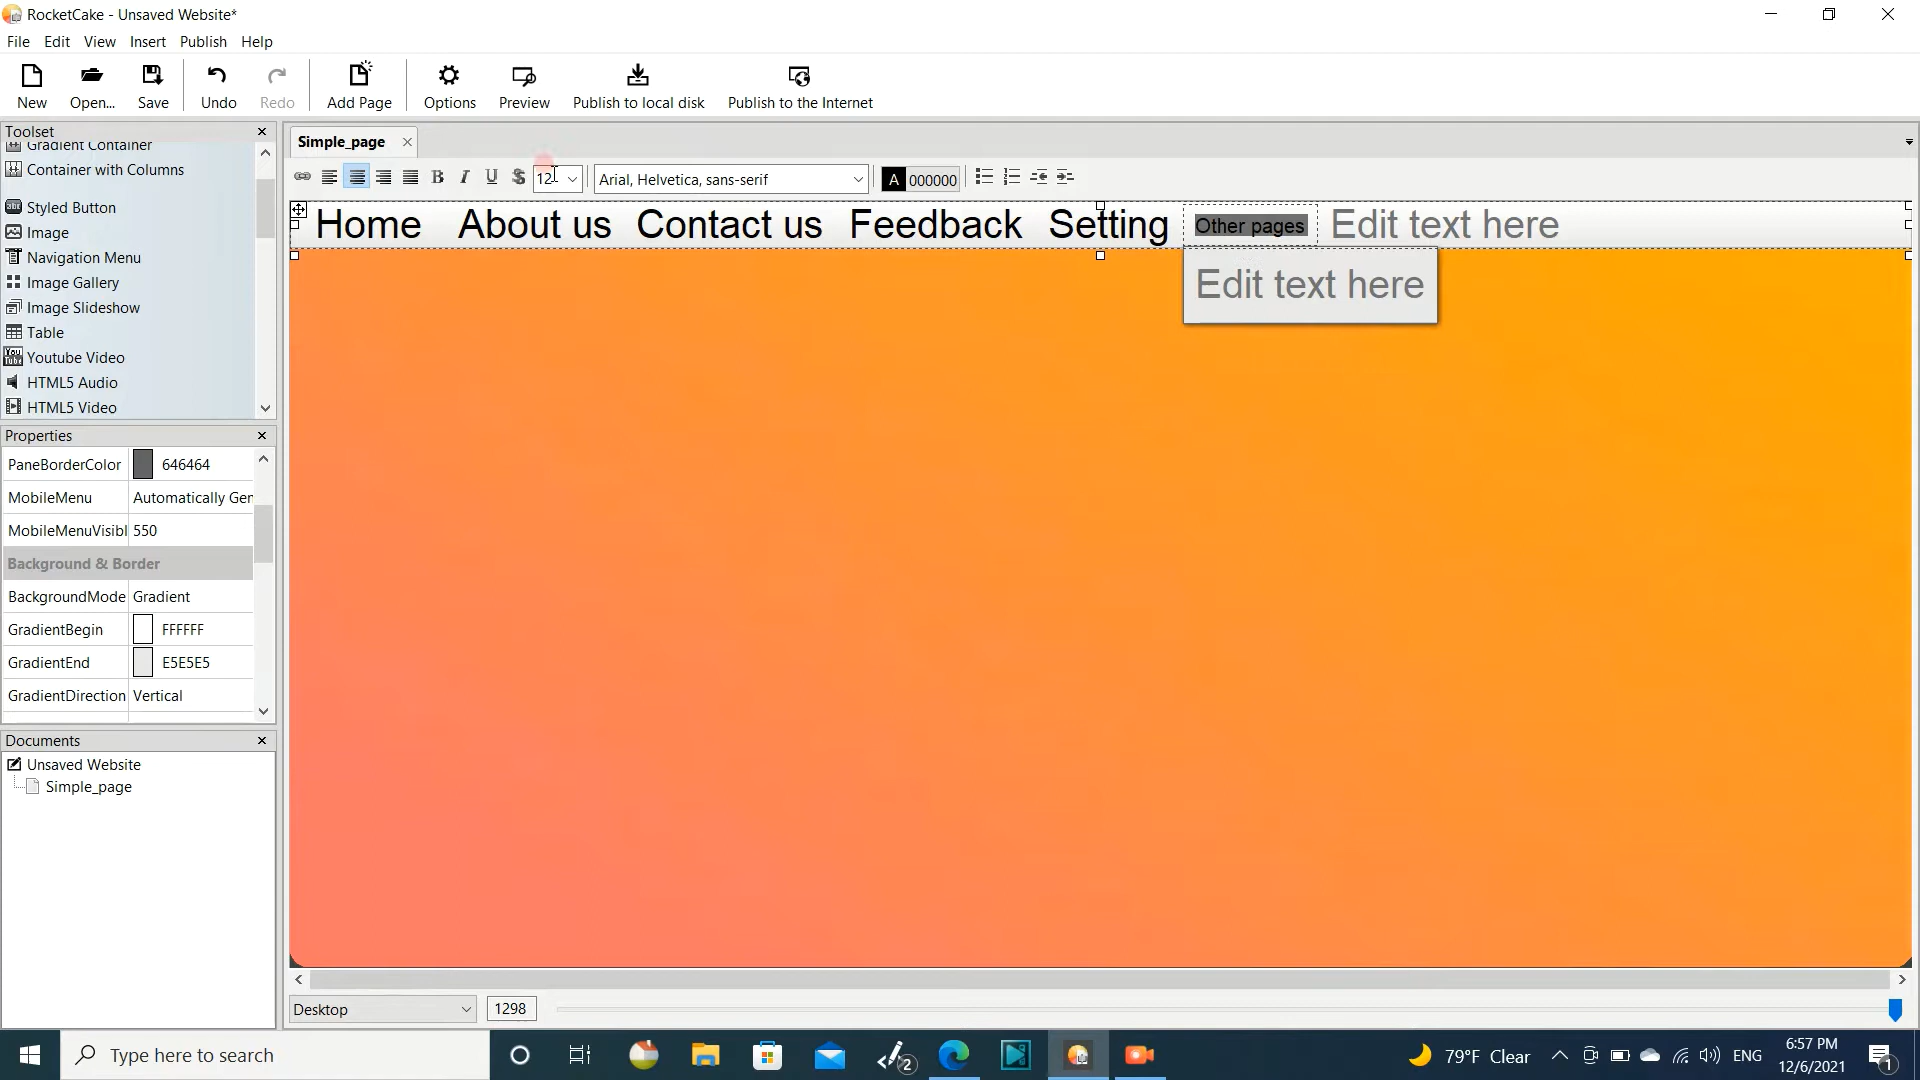 RocketCake - Unsaved Website*
File Edit View Insert Publish Help
New Open... Save Undo Redo Add Page Options Preview Publish to local disk Publish to the Internet
Toolset
Gradient Container
Container with Columns
Styled Button
Image
Navigation Menu
Image Gallery
Image Slideshow
Table
Youtube Video
HTML5 Audio
HTML5 Video
Properties
PaneBorderColor 646464
MobileMenu Automatically Ger
MobileMenuVisibl 550
Background & Border
BackgroundMode Gradient
GradientBegin FFFFFF
GradientEnd E5E5E5
GradientDirection Vertical
Documents
Unsaved Website
Simple_page
Simple_page
12 Arial, Helvetica, sans-serif A 000000
Home About us Contact us Feedback Setting Other pages Edit text here
Edit text here
Desktop 1298
Type here to search
2
79°F Clear
ENG
6:57 PM
12/6/2021
1